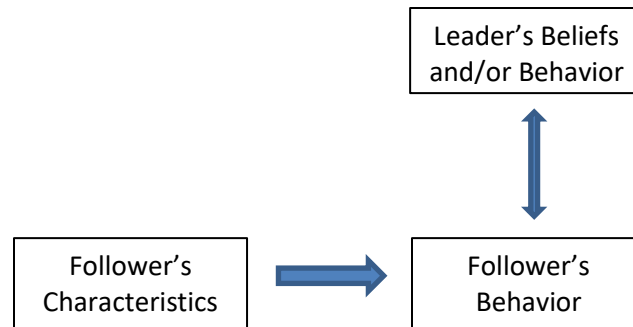 Leader’s Beliefs
and/or Behavior
Follower’s
Characteristics
Follower’s
Behavior